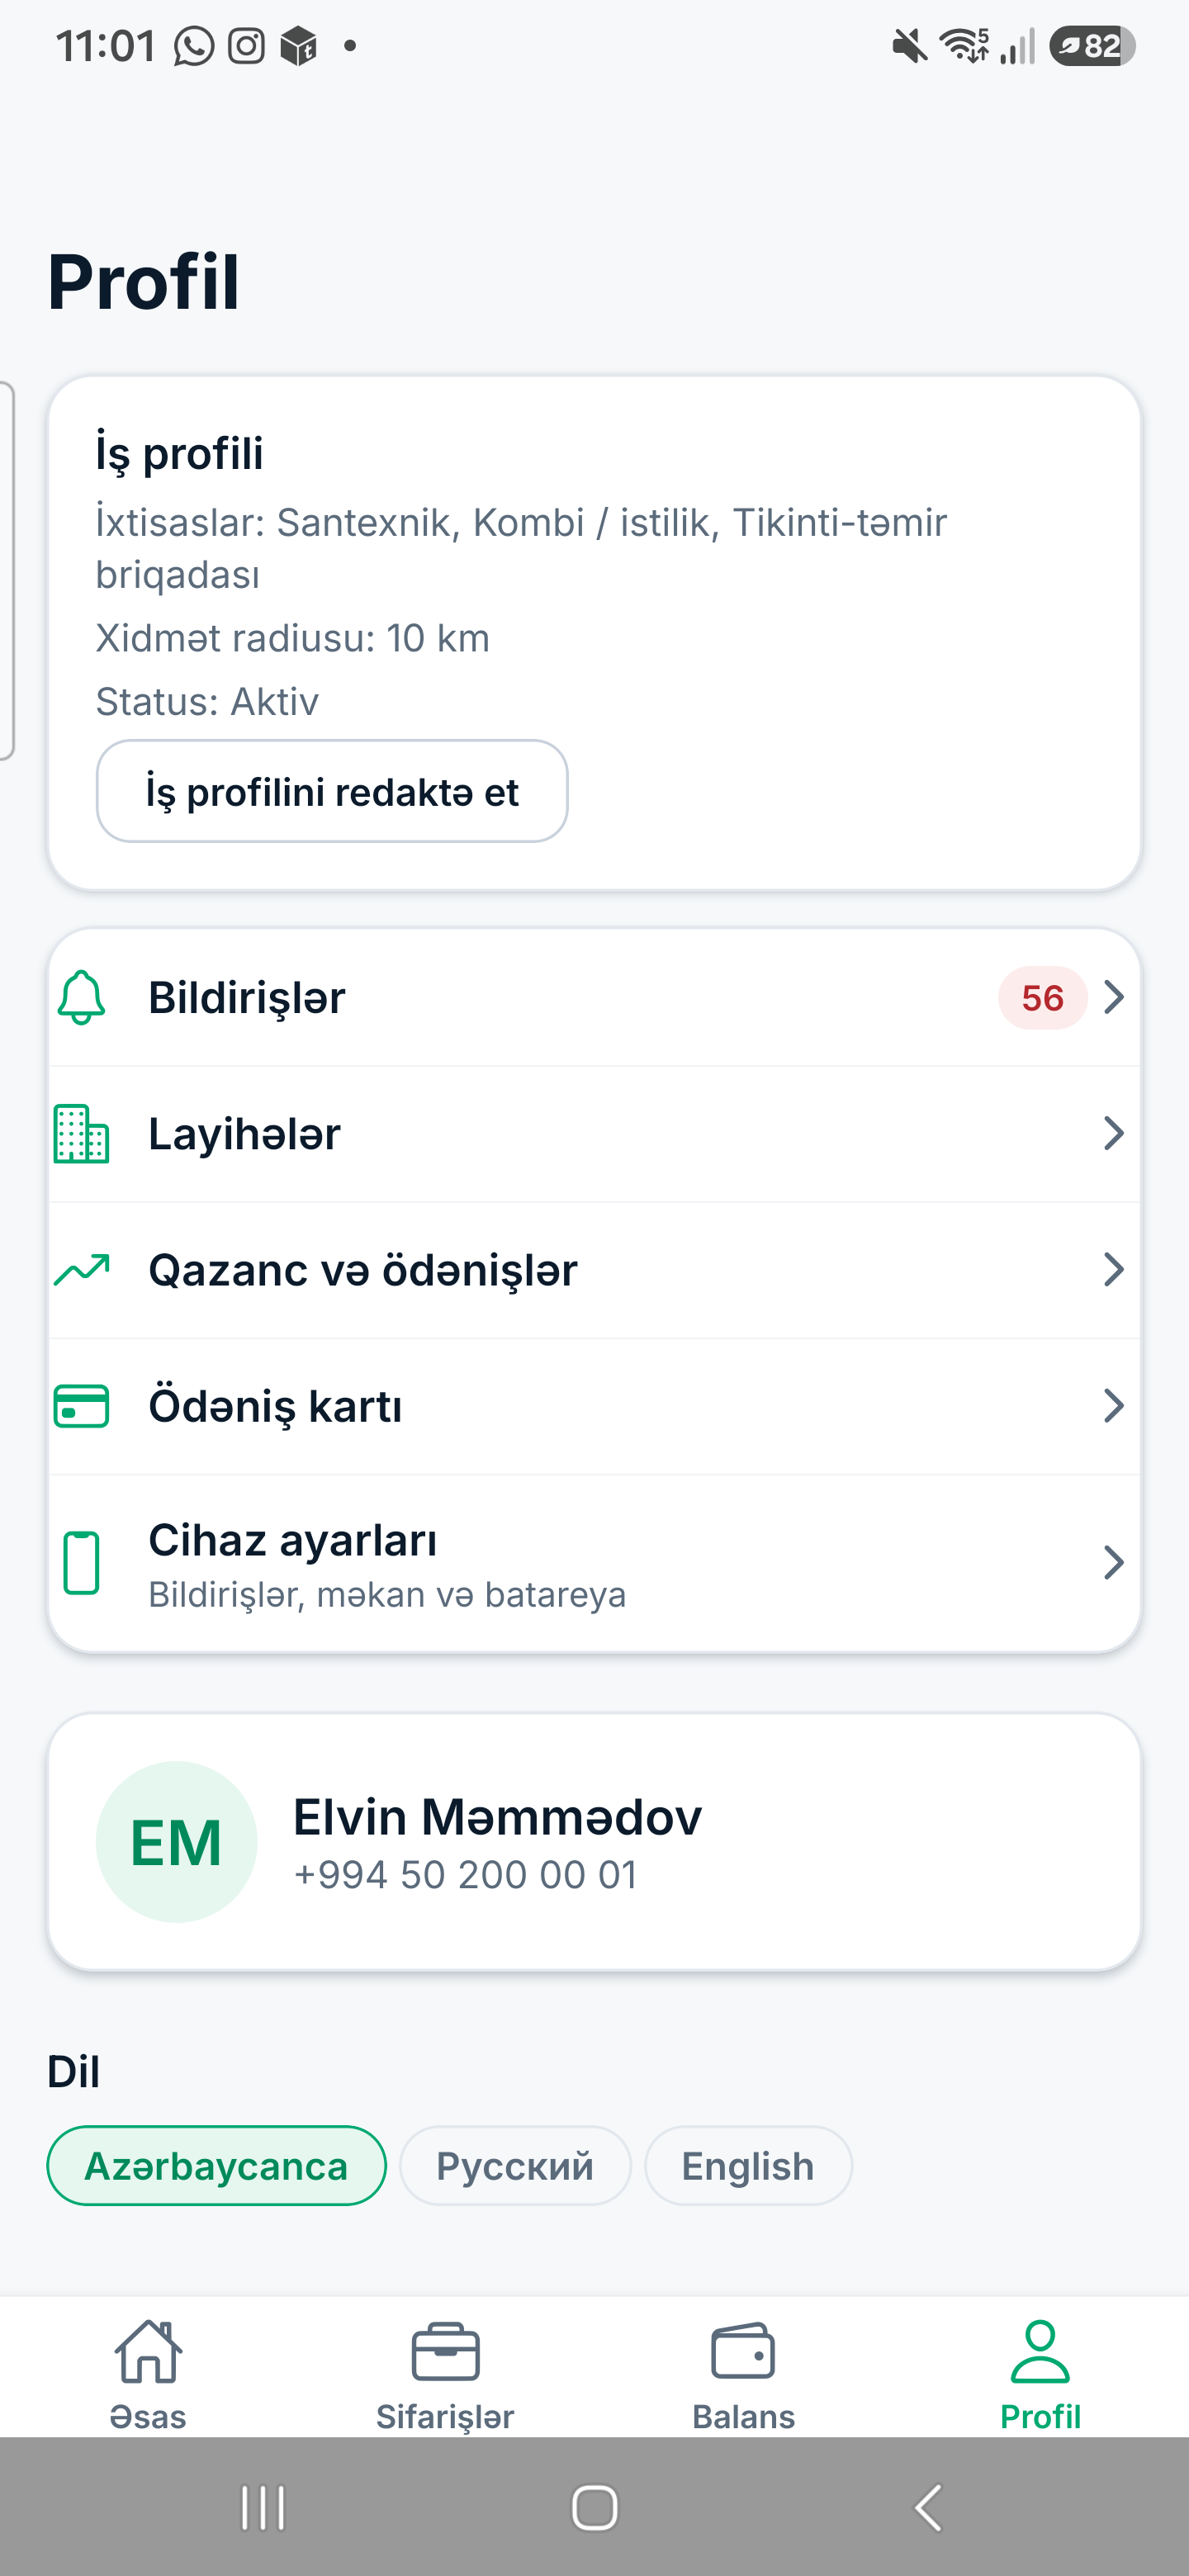 11:01
5
82
Profil
İş profili
İxtisaslar: Santexnik, Kombi / istilik, Tikinti-təmir
briqadası
Xidmət radiusu: 10 km
Status: Aktiv
İş profilini redaktə et
Bildirişlər
56
Layihələr
Qazanc və ödənişlər
Ödəniş kartı
Cihaz ayarları
Bildirişlər, məkan və batareya
EM
Elvin Məmmədov
+994 50 200 00 01
Dil
Azərbaycanca
Русский
English
Əsas
Sifarişlər
Balans
Profil